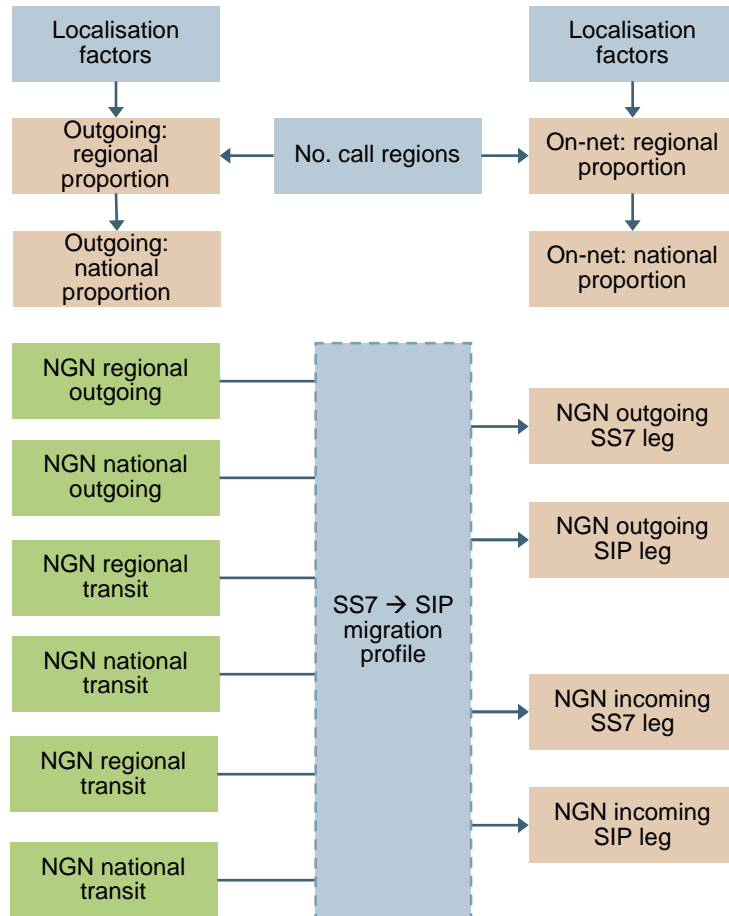 Localisation
factors
Localisation
factors
Outgoing:
regional
proportion
No. call regions
On-net: regional
proportion
Outgoing:
national
proportion
On-net: national
proportion
NGN regional
outgoing
NGN national
outgoing
NGN regional
transit
NGN national
transit
NGN regional
transit
NGN national
transit
SS7 → SIP
migration
profile
NGN outgoing
SS7 leg
NGN outgoing
SIP leg
NGN incoming
SS7 leg
NGN incoming
SIP leg